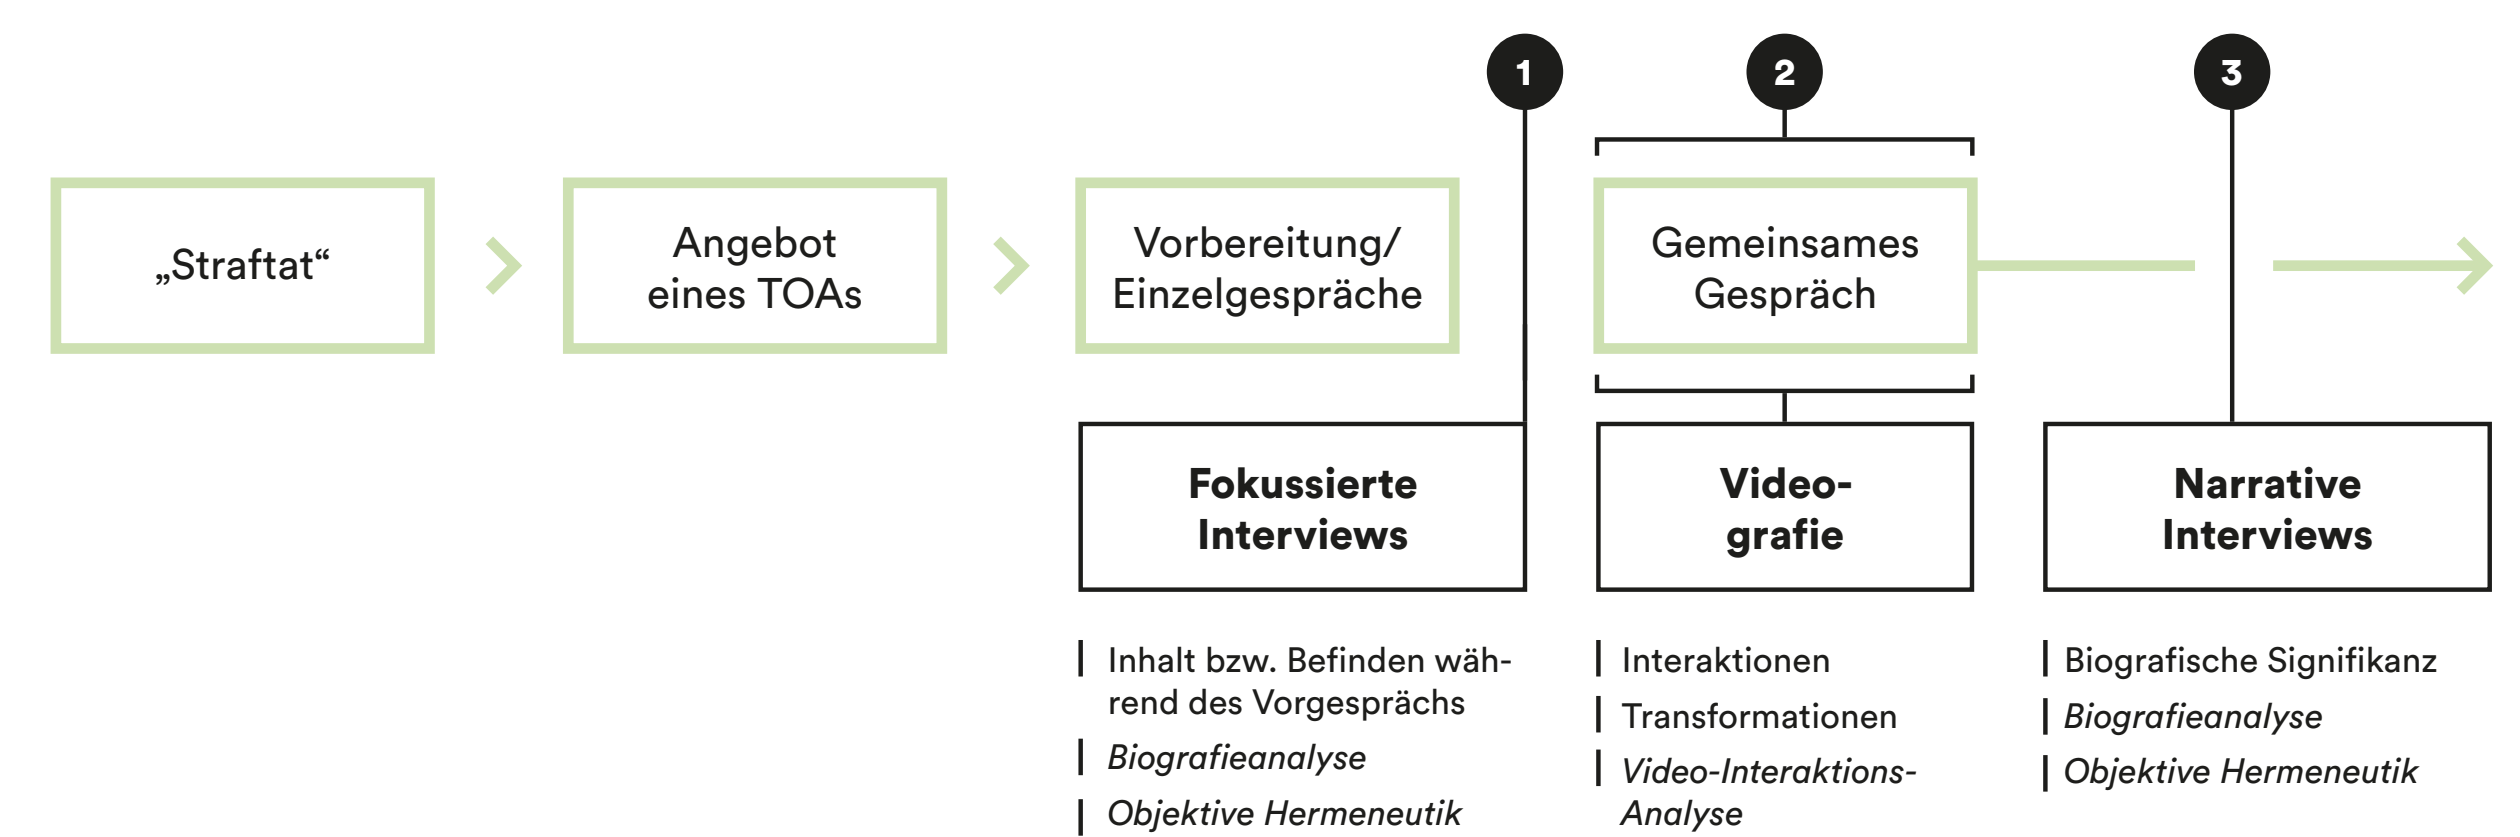 1
2
3
„Straftat“
Angebot
eines TOAs
Vorbereitung/
Einzelgespräche
Gemeinsames
Gespräch
Fokussierte
Interviews
Video-
grafie
Narrative
Interviews
Inhalt bzw. Befinden wäh-
rend des Vorgesprächs
Biografieanalyse
Objektive Hermeneutik
Interaktionen
Transformationen
Video-Interaktions-
Analyse
Biografische Signifikanz
Biografieanalyse
Objektive Hermeneutik